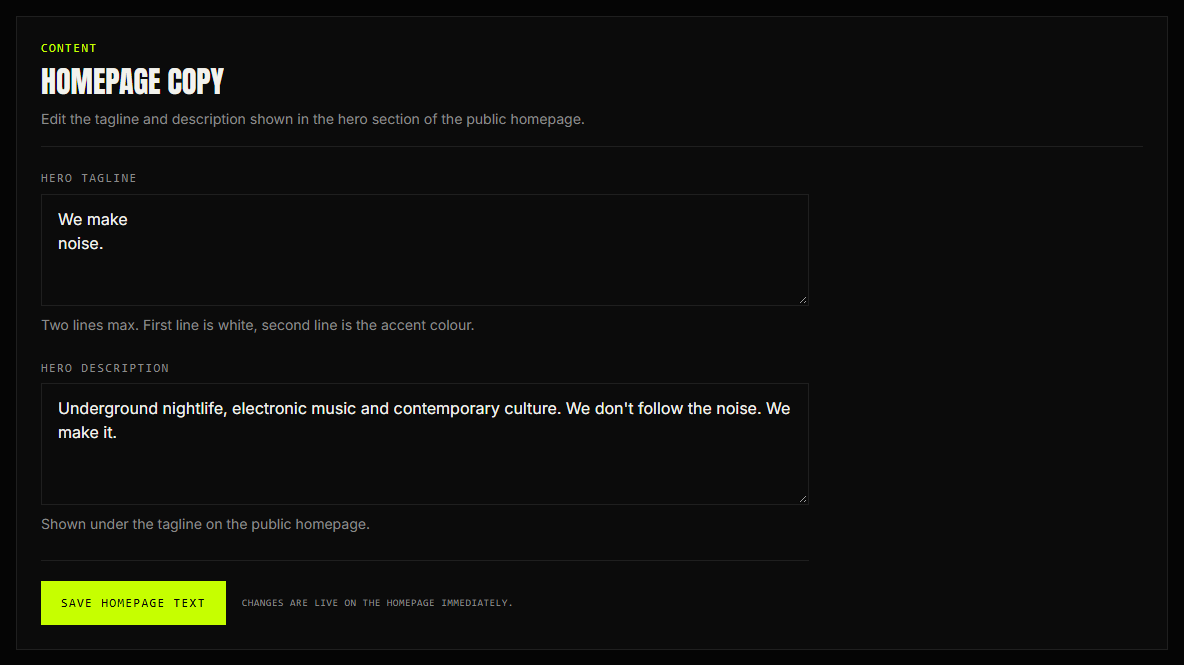 CONTENT
HOMEPAGE COPY
Edit the tagline and description shown in the hero section of the public homepage.
HERO TAGLINE
We make
noise.
Two lines max. First line is white, second line is the accent colour.
HERO DESCRIPTION
Underground nightlife, electronic music and contemporary culture. We don't follow the noise. We
make it.
Shown under the tagline on the public homepage.
SAVE HOMEPAGE TEXT
CHANGES ARE LIVE ON THE HOMEPAGE IMMEDIATELY.